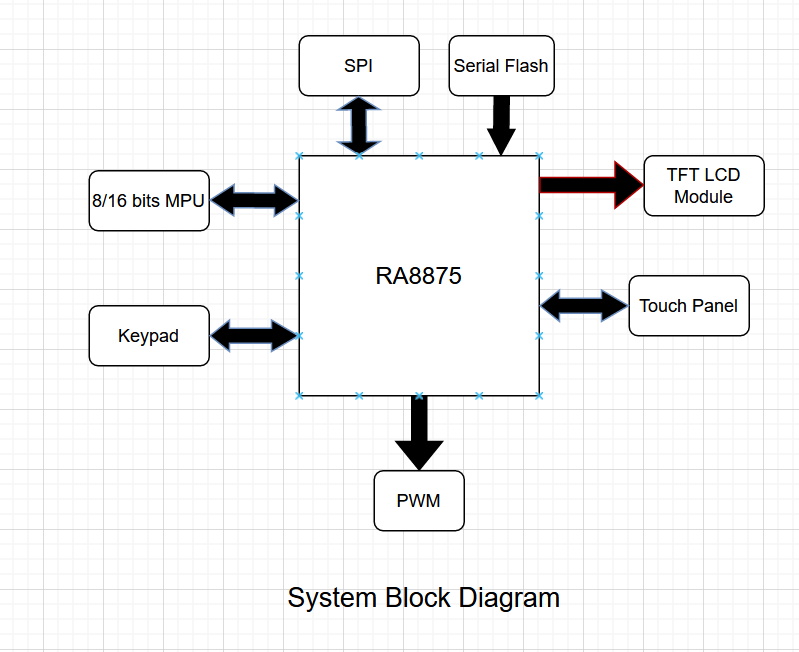 SPI
Serial Flash
TFT LCD
Module
8/16 bits MPU
RA8875
Touch Panel
Keypad
PWM
System Block Diagram